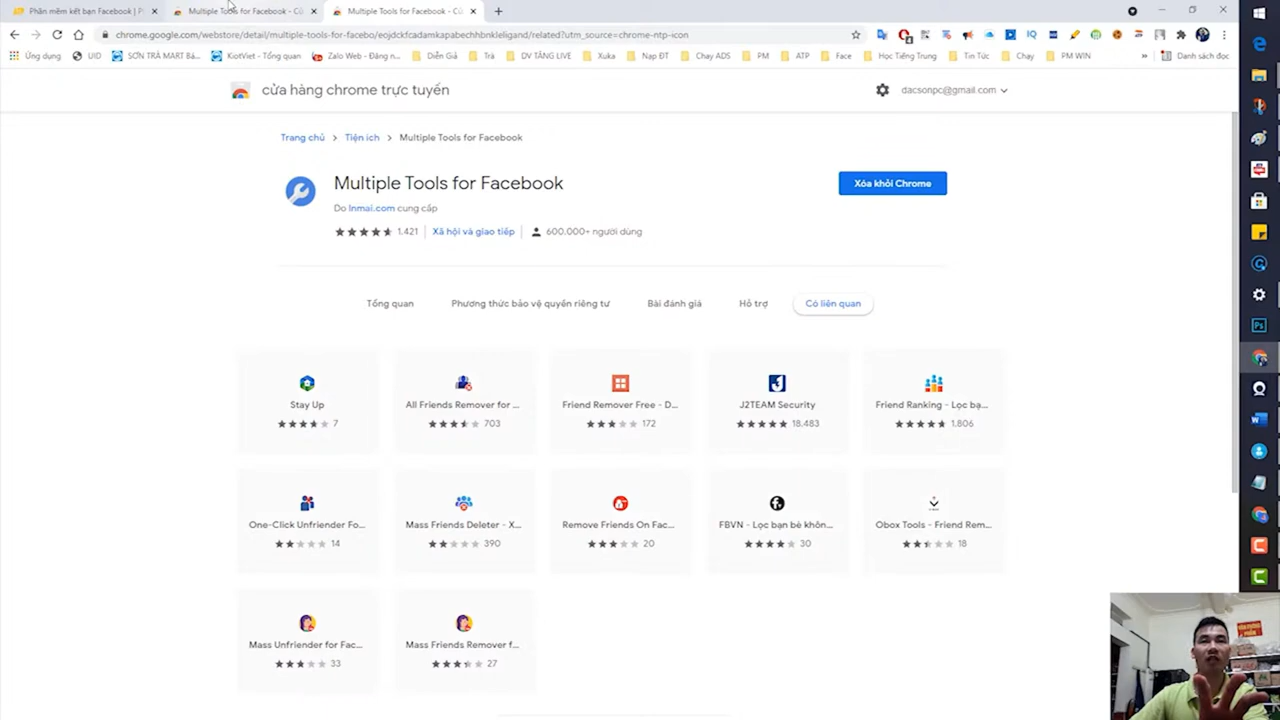 Phần mềm kết bạn Facebook | P
Multiple Tools for Facebook - Cử
Multiple Tools for Facebook - Cử
chrome.google.com/webstore/detail/multiple-tools-for-facebo/eojdckfcadamkapabechhbnkleligand/related?utm_source=chrome-ntp-icon
Ứng dụng UID SƠN TRÀ MART Bá... KiotViet - Tổng quan Zalo Web - Đăng n... Diễn Giả Trà DV TĂNG LIVE Xuka Nạp ĐT Chạy ADS PM ATP Face Học Tiếng Trung Tin Tức Chạy PM WIN » Danh sách đọc
cửa hàng chrome trực tuyến
dacsonpc@gmail.com
Trang chủ Tiện ích Multiple Tools for Facebook
Multiple Tools for Facebook
Xóa khỏi Chrome
Do Inmai.com cung cấp
1.421 Xã hội và giao tiếp 600.000+ người dùng
Tổng quan Phương thức bảo vệ quyền riêng tư Bài đánh giá Hỗ trợ Có liên quan
Stay Up All Friends Remover for ... Friend Remover Free - D... J2TEAM Security Friend Ranking - Lọc bạ...
7 703 172 18.483 1.806
One-Click Unfriender Fo... Mass Friends Deleter - X... Remove Friends On Fac... FBVN - Lọc bạn bè khôn... Obox Tools - Friend Rem...
14 390 20 30 18
Mass Unfriender for Fac... Mass Friends Remover f...
33 27